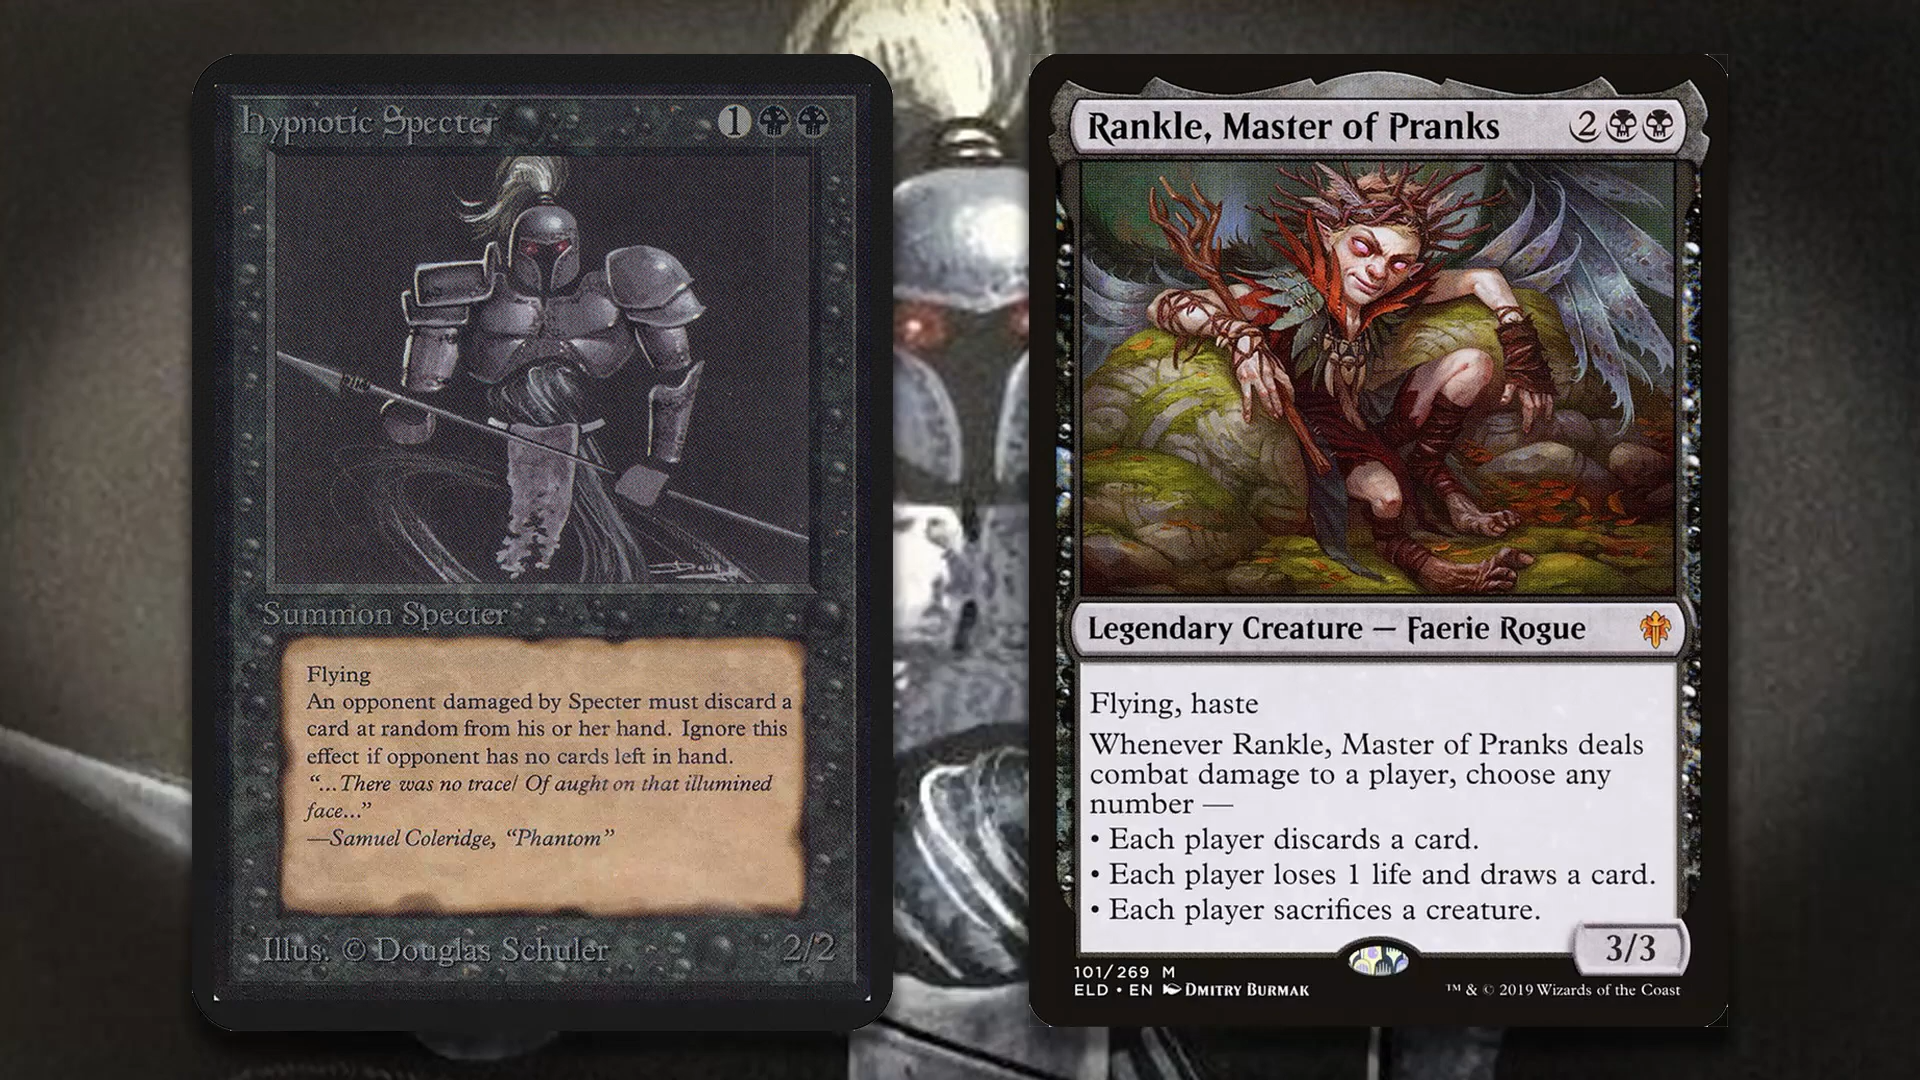 Hypnotic Specter 1
Summon Specter
Flying
An opponent damaged by Specter must discard a
card at random from his or her hand. Ignore this
effect if opponent has no cards left in hand.
“...There was no trace/ Of aught on that illumined
face...”
—Samuel Coleridge, “Phantom”
Illus. © Douglas Schuler 2/2
Rankle, Master of Pranks 2
Legendary Creature — Faerie Rogue
Flying, haste
Whenever Rankle, Master of Pranks deals
combat damage to a player, choose any
number —
• Each player discards a card.
• Each player loses 1 life and draws a card.
• Each player sacrifices a creature.
3/3
101/269 M
ELD • EN Dmitry Burmak
™ & © 2019 Wizards of the Coast